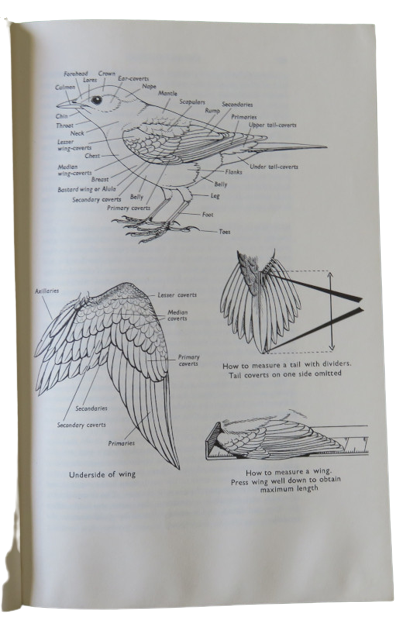 Forehead
Crown
Lores
Ear-coverts
Culmen
Nape
Mantle
Scapulars
Rump
Secondaries
Primaries
Upper tail-coverts
Chin
Throat
Neck
Lesser
wing-coverts
Chest
Median
wing-coverts
Breast
Bastard wing or Alula
Secondary coverts
Primary coverts
Belly
Under tail-coverts
Flanks
Belly
Leg
Foot
Toes
Axillaries
Lesser coverts
Median
coverts
Primary
coverts
Secondaries
Secondary coverts
Primaries
Underside of wing
How to measure a tail with dividers.
Tail coverts on one side omitted
How to measure a wing.
Press wing well down to obtain
maximum length